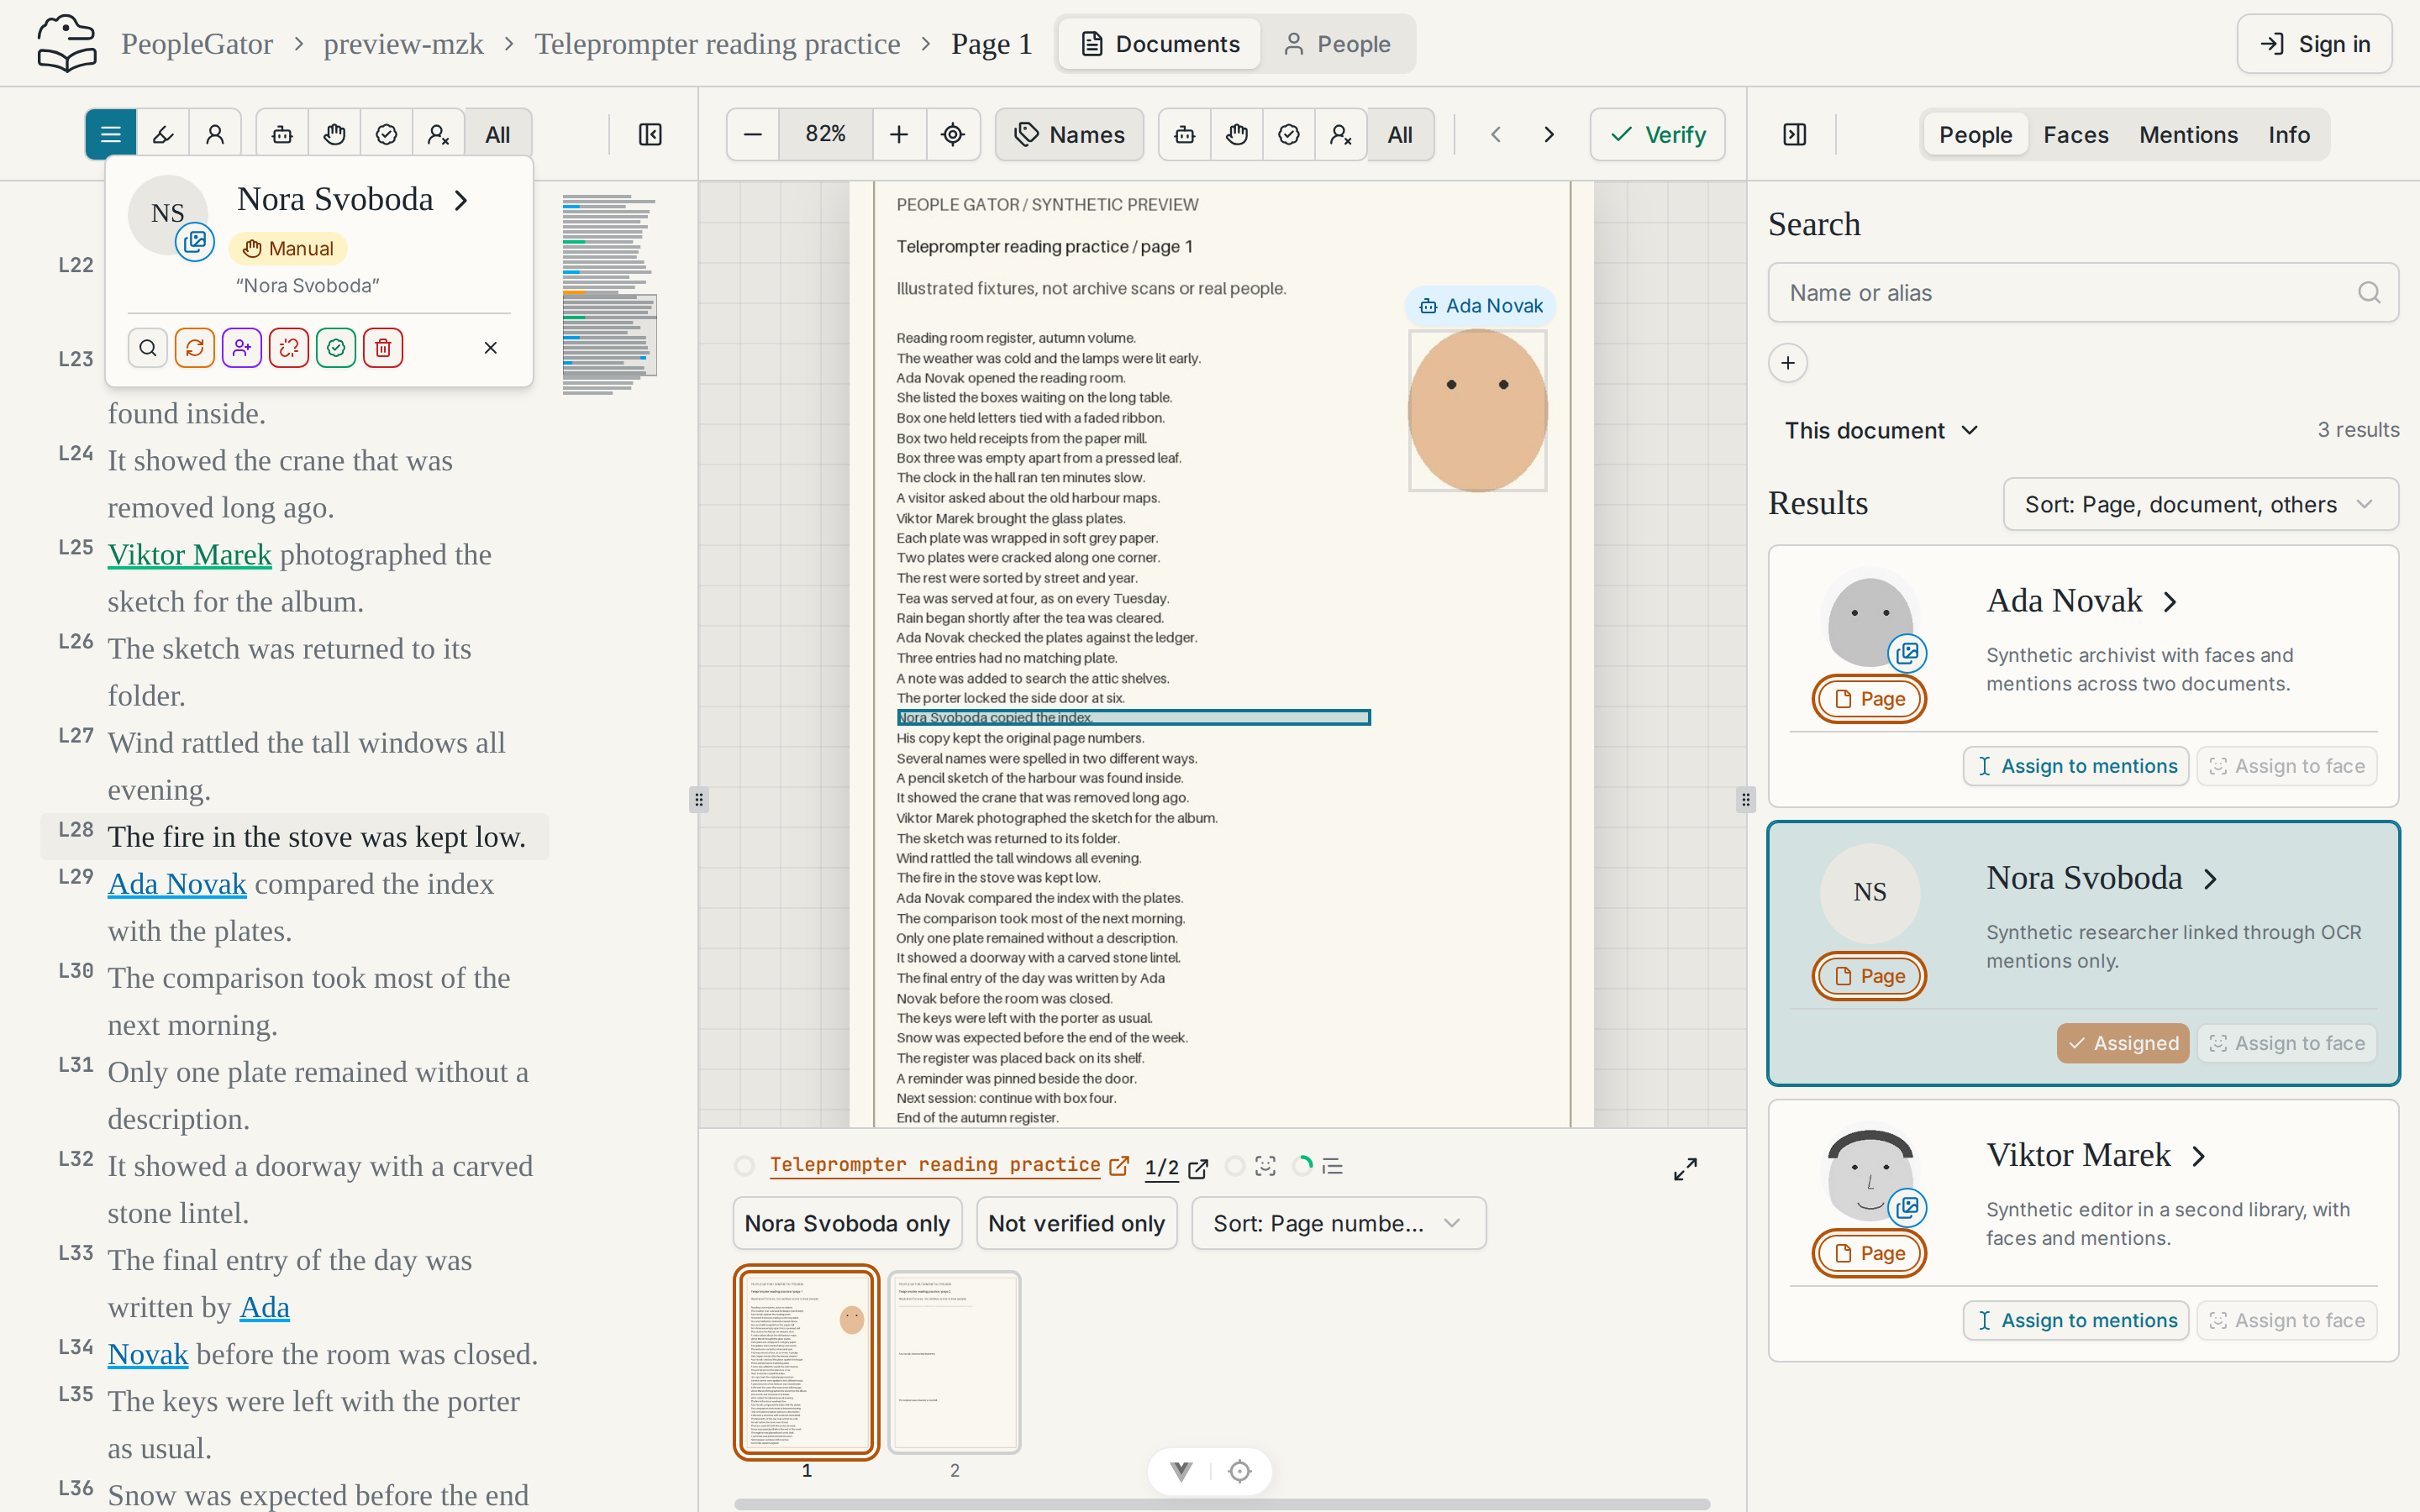 PeopleGator > preview-mzk > Teleprompter reading practice > Page 1
Documents
People
Sign in
All
82%
Names
All
Verify
People
Faces
Mentions
Info
NS
Nora Svoboda
Manual
“Nora Svoboda”
L22
L23
found inside.
L24 It showed the crane that was
removed long ago.
L25 Viktor Marek photographed the
sketch for the album.
L26 The sketch was returned to its
folder.
L27 Wind rattled the tall windows all
evening.
L28 The fire in the stove was kept low.
L29 Ada Novak compared the index
with the plates.
L30 The comparison took most of the
next morning.
L31 Only one plate remained without a
description.
L32 It showed a doorway with a carved
stone lintel.
L33 The final entry of the day was
written by Ada
L34 Novak before the room was closed.
L35 The keys were left with the porter
as usual.
L36 Snow was expected before the end
PEOPLE GATOR / SYNTHETIC PREVIEW
Teleprompter reading practice / page 1
Illustrated fixtures, not archive scans or real people.
Ada Novak
Reading room register, autumn volume.
The weather was cold and the lamps were lit early.
Ada Novak opened the reading room.
She listed the boxes waiting on the long table.
Box one held letters tied with a faded ribbon.
Box two held receipts from the paper mill.
Box three was empty apart from a pressed leaf.
The clock in the hall ran ten minutes slow.
A visitor asked about the old harbour maps.
Viktor Marek brought the glass plates.
Each plate was wrapped in soft grey paper.
Two plates were cracked along one corner.
The rest were sorted by street and year.
Tea was served at four, as on every Tuesday.
Rain began shortly after the tea was cleared.
Ada Novak checked the plates against the ledger.
Three entries had no matching plate.
A note was added to search the attic shelves.
The porter locked the side door at six.
Nora Svoboda copied the index.
His copy kept the original page numbers.
Several names were spelled in two different ways.
A pencil sketch of the harbour was found inside.
It showed the crane that was removed long ago.
Viktor Marek photographed the sketch for the album.
The sketch was returned to its folder.
Wind rattled the tall windows all evening.
The fire in the stove was kept low.
Ada Novak compared the index with the plates.
The comparison took most of the next morning.
Only one plate remained without a description.
It showed a doorway with a carved stone lintel.
The final entry of the day was written by Ada
Novak before the room was closed.
The keys were left with the porter as usual.
Snow was expected before the end of the week.
The register was placed back on its shelf.
A reminder was pinned beside the door.
Next session: continue with box four.
End of the autumn register.
Teleprompter reading practice
1/2
Nora Svoboda only
Not verified only
Sort: Page numbe...
1
2
Search
Name or alias
This document
3 results
Results
Sort: Page, document, others
Ada Novak
Synthetic archivist with faces and
mentions across two documents.
Page
Assign to mentions
Assign to face
NS
Nora Svoboda
Synthetic researcher linked through OCR
mentions only.
Page
Assigned
Assign to face
Viktor Marek
Synthetic editor in a second library, with
faces and mentions.
Page
Assign to mentions
Assign to face